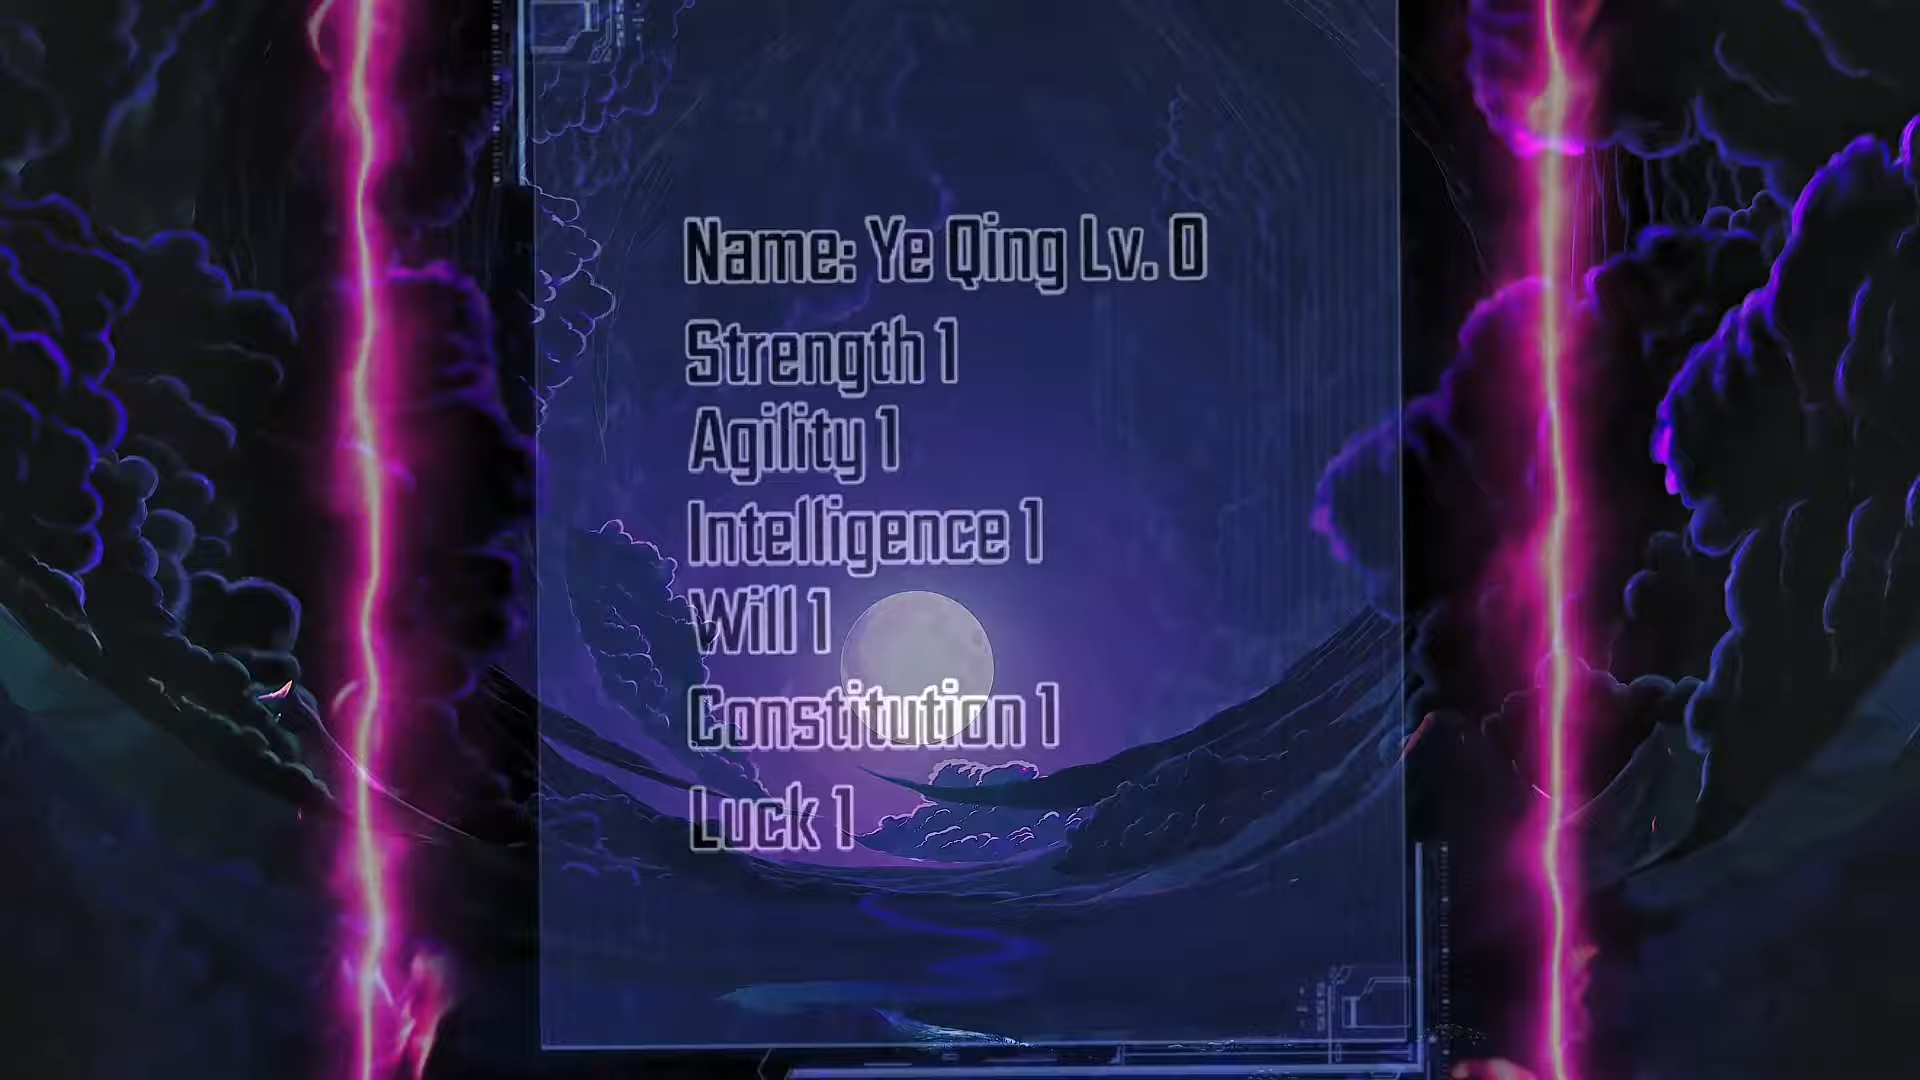 Name: Ye Qing Lv. 0
Strength 1
Agility 1
Intelligence 1
Will 1
Constitution 1
Luck 1